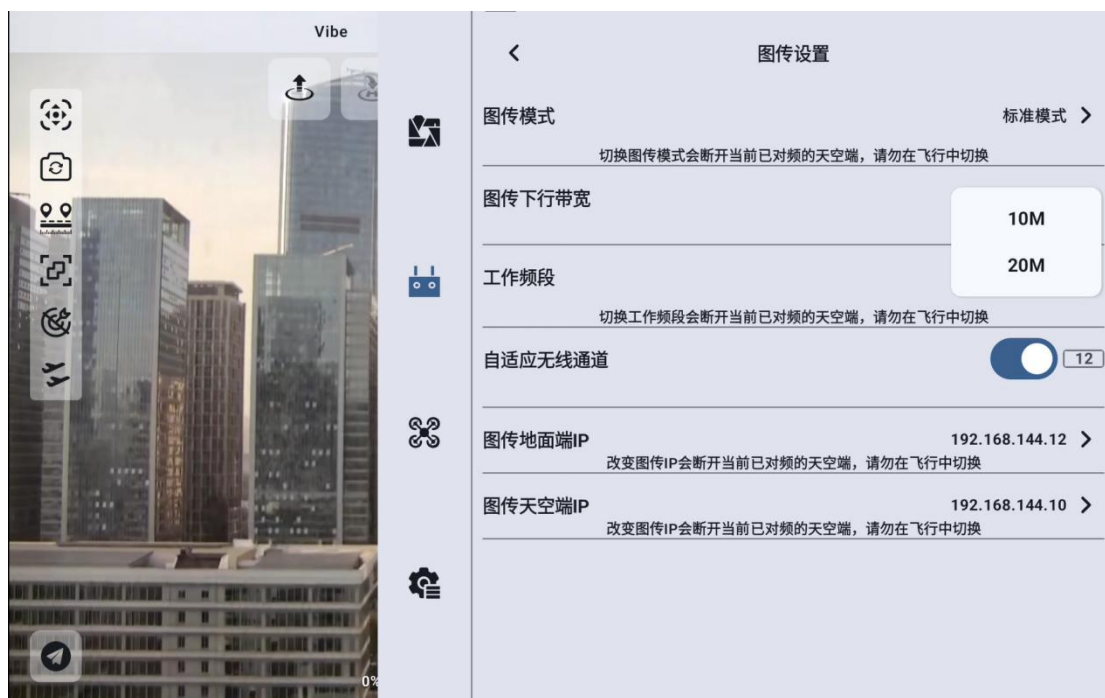 Vibe
图传设置
图传模式
标准模式
切换图传模式会断开当前已对频的天空端，请勿在飞行中切换
图传下行带宽
10M
20M
工作频段
切换工作频段会断开当前已对频的天空端，请勿在飞行中切换
自适应无线通道
12
图传地面端IP
192.168.144.12
改变图传IP会断开当前已对频的天空端，请勿在飞行中切换
图传天空端IP
192.168.144.10
改变图传IP会断开当前已对频的天空端，请勿在飞行中切换
0%